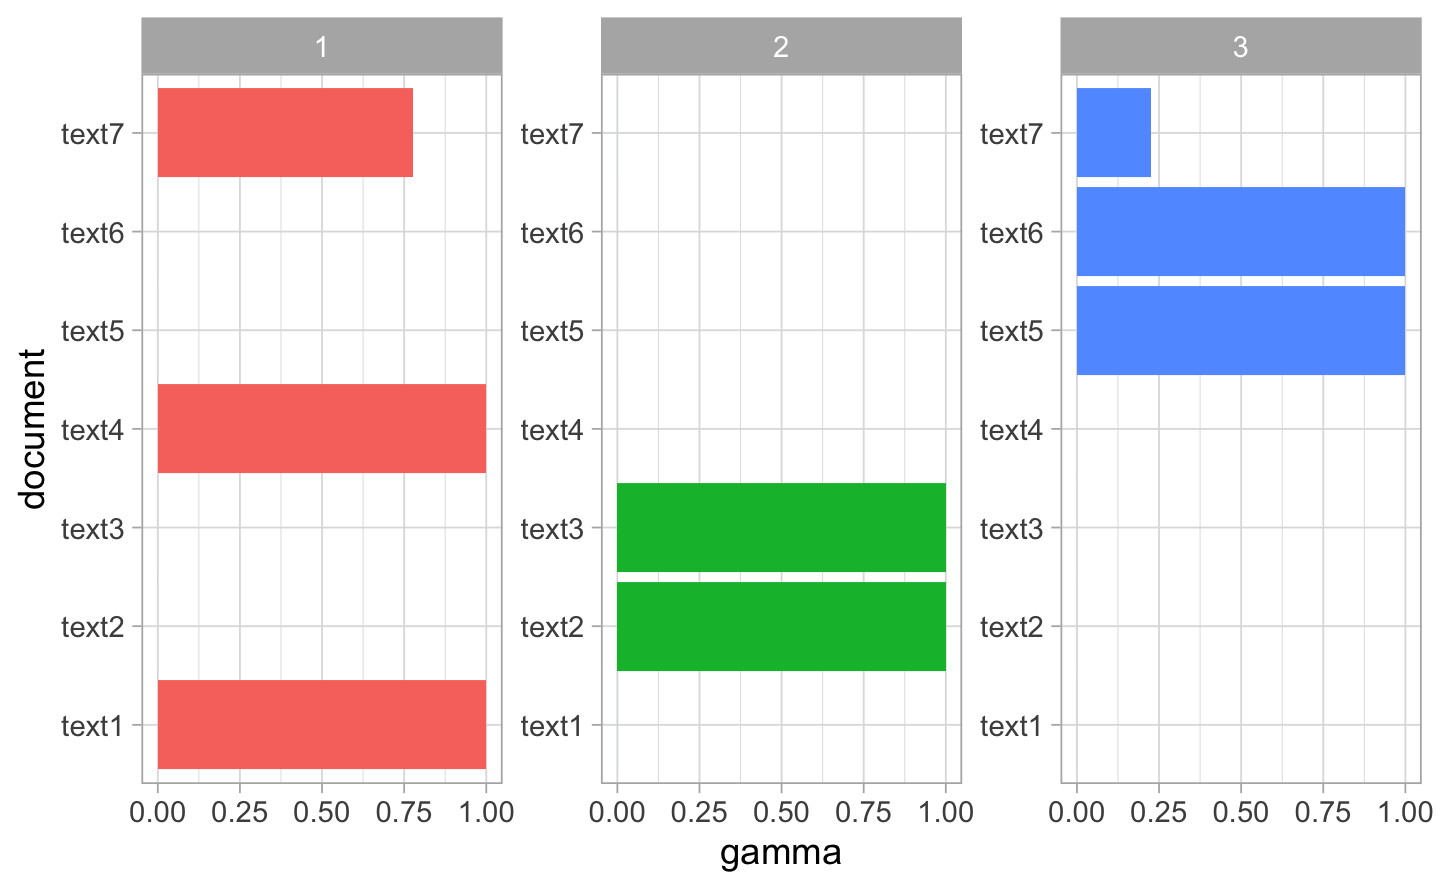 1 2 3
text7 text7 text7
text6 text6 text6
text5 text5 text5
text4 text4 text4
text3 text3 text3
text2 text2 text2
text1 text1 text1
document
0.00 0.25 0.50 0.75 1.00 0.00 0.25 0.50 0.75 1.00 0.00 0.25 0.50 0.75 1.00
gamma